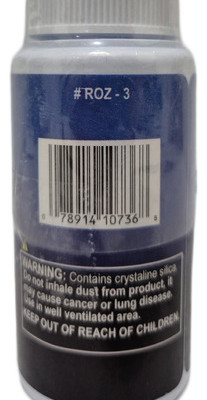 #ROZ - 3
78914 10736
WARNING: Contains crystaline silica.
Do not inhale dust from product, it
may cause cancer or lung disease.
Use in well ventilated area.
KEEP OUT OF REACH OF CHILDREN.